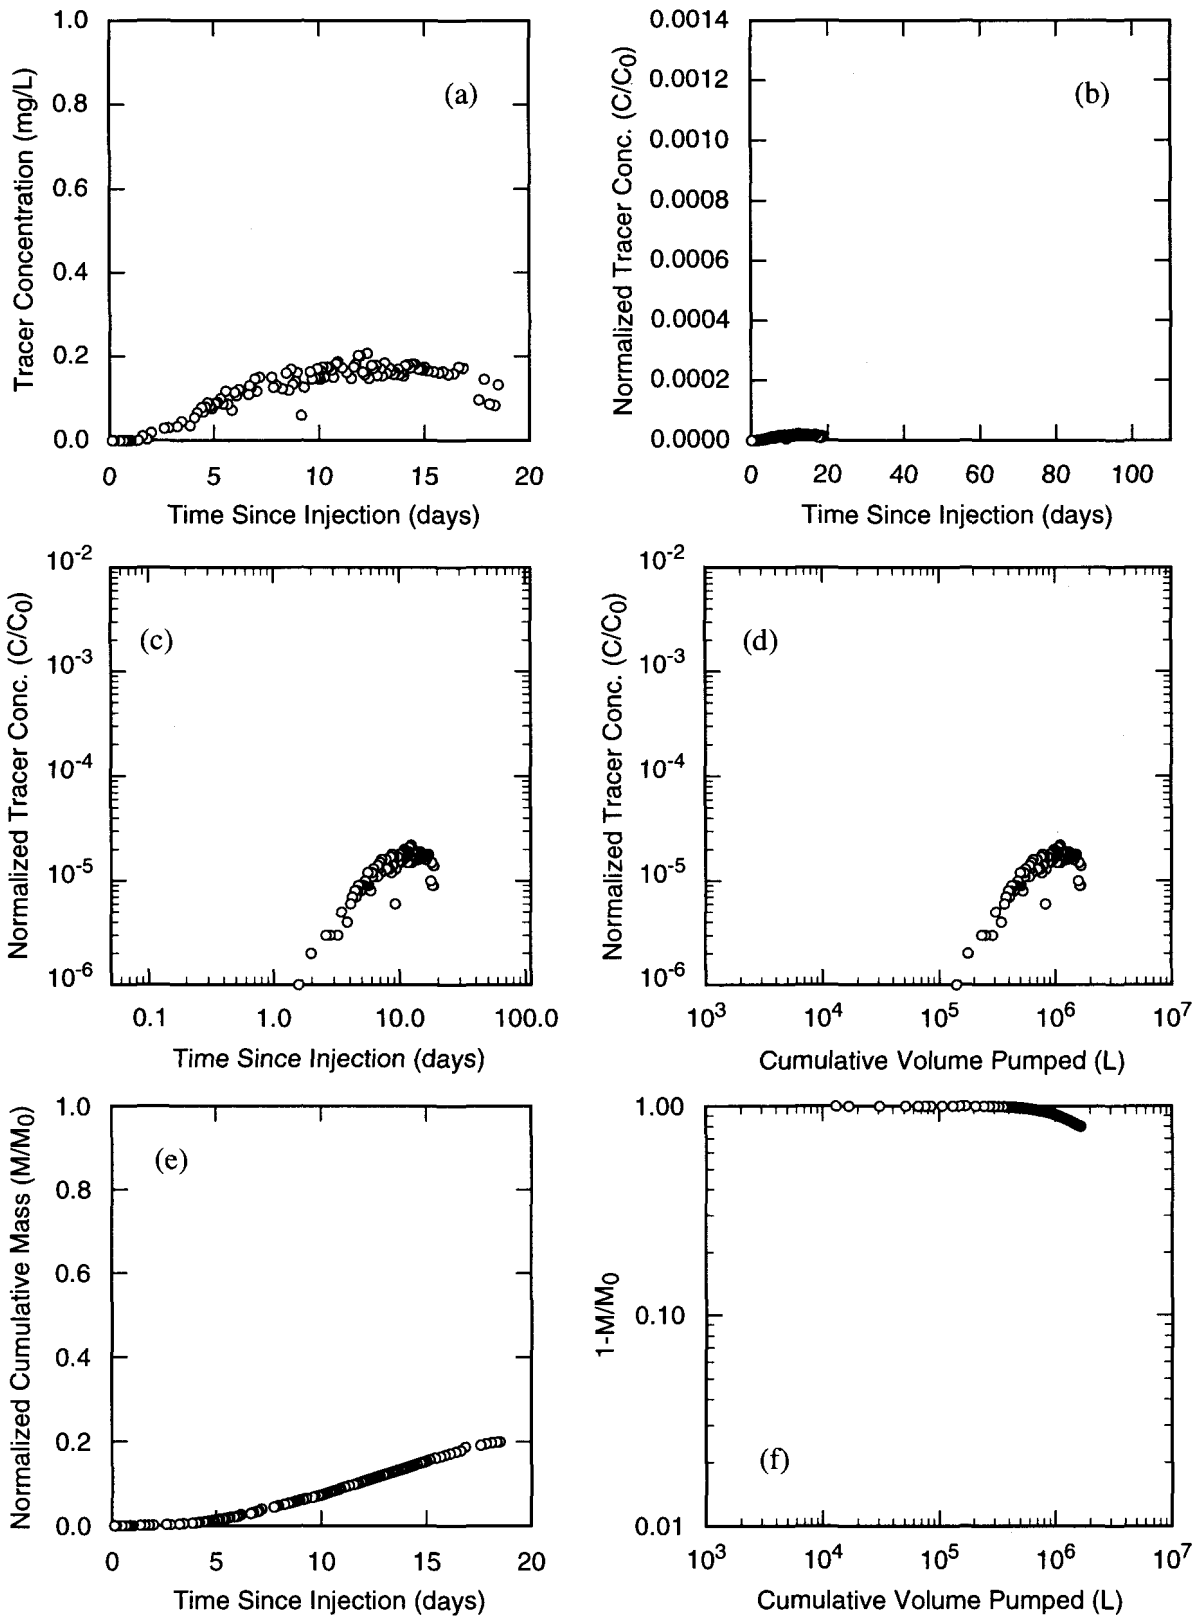 1.0
0.8
0.6
0.4
0.2
0.0
Tracer Concentration (mg/L)
(a)
0 5 10 15 20
Time Since Injection (days)
0.0014
0.0012
0.0010
0.0008
0.0006
0.0004
0.0002
0.0000
Normalized Tracer Conc. (C/C0)
(b)
0 20 40 60 80 100
Time Since Injection (days)
10-2
10-3
10-4
10-5
10-6
Normalized Tracer Conc. (C/C0)
(c)
0.1 1.0 10.0 100.0
Time Since Injection (days)
10-2
10-3
10-4
10-5
10-6
Normalized Tracer Conc. (C/C0)
(d)
103 104 105 106 107
Cumulative Volume Pumped (L)
1.0
0.8
0.6
0.4
0.2
0.0
Normalized Cumulative Mass (M/M0)
(e)
0 5 10 15 20
Time Since Injection (days)
1.00
0.10
0.01
1-M/M0
(f)
103 104 105 106 107
Cumulative Volume Pumped (L)